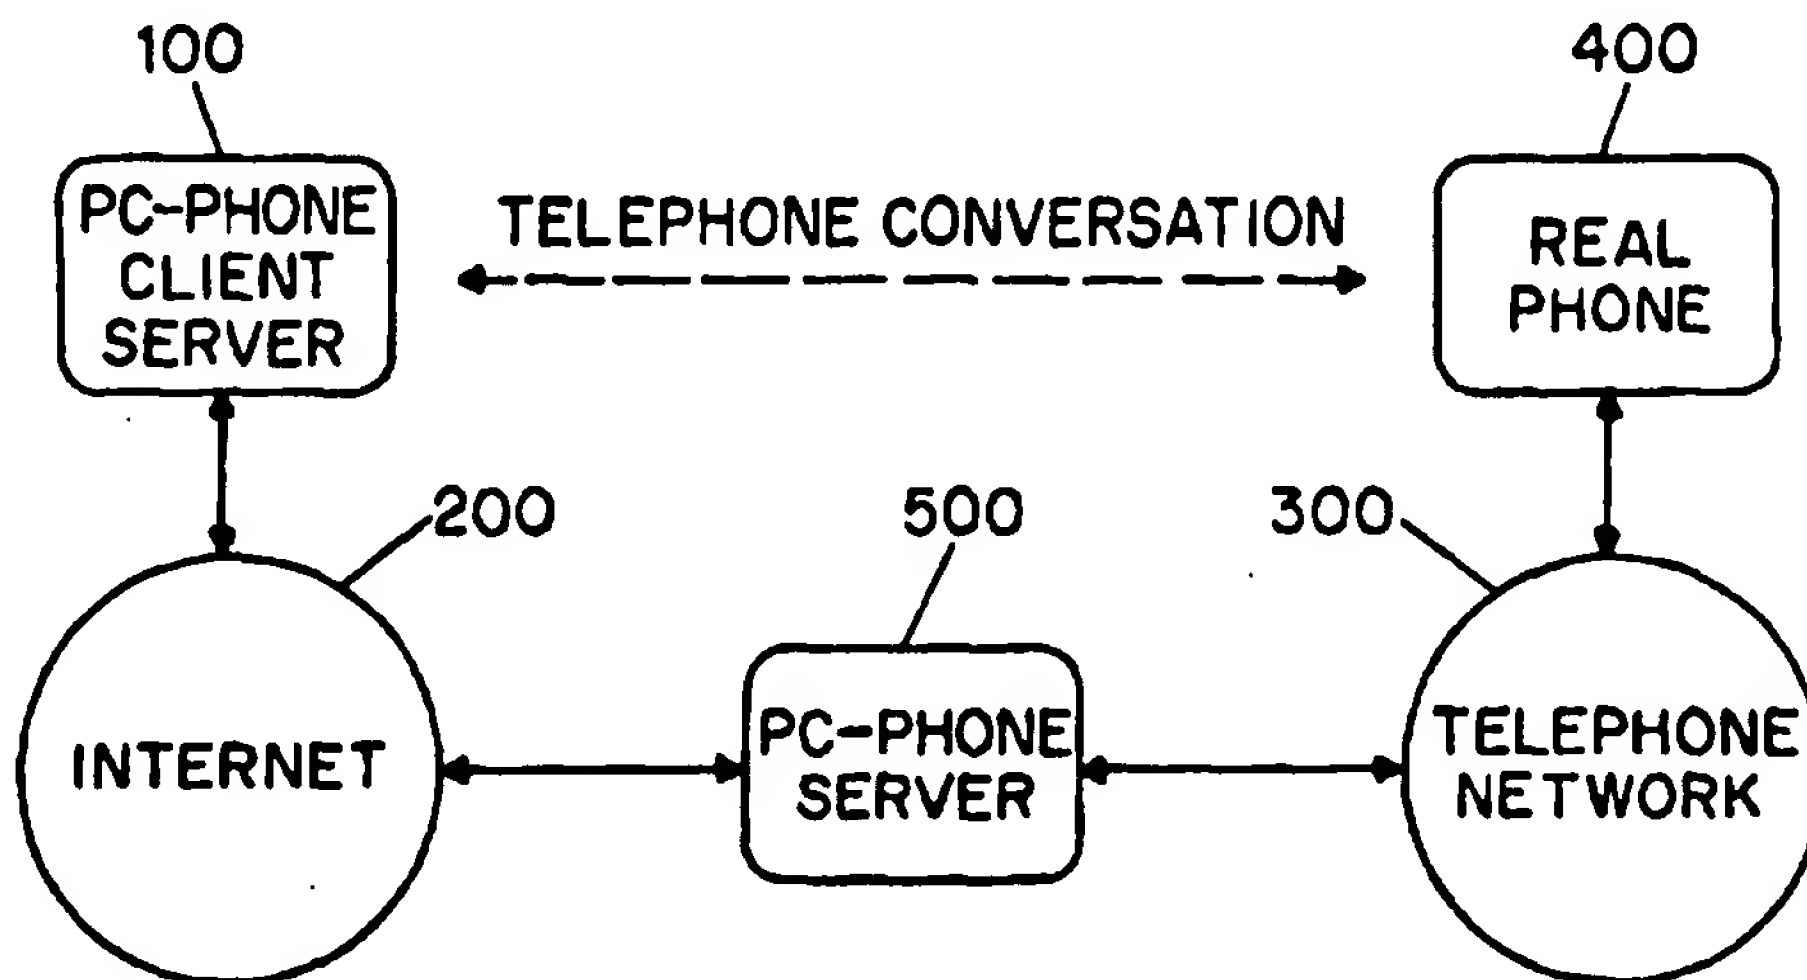 100
400
PC-PHONE
CLIENT
SERVER
TELEPHONE CONVERSATION
REAL
PHONE
200
500
300
INTERNET
PC-PHONE
SERVER
TELEPHONE
NETWORK